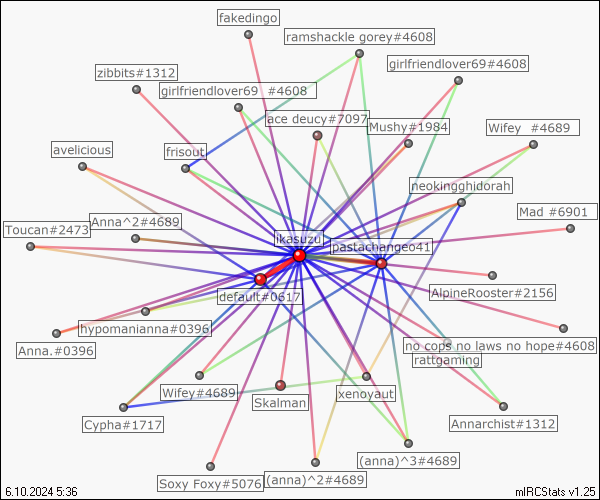 fakedingo
ramshackle gorey#4608
girlfriendlover69#4608
zibbits#1312
girlfriendlover69 #4608
ace deucy#7097
Mushy#1984
Wifey #4689
avelicious
frisout
neokingghidorah
Toucan#2473
Anna^2#4689
Mad #6901
ikasuzu
pastachangeo41
default#0617
AlpineRooster#2156
hypomanianna#0396
Anna.#0396
no cops no laws no hope#4608
rattgaming
Wifey#4689
Skalman
xenoyaut
Cypha#1717
Annarchist#1312
(anna)^3#4689
(anna)^2#4689
Soxy Foxy#5076
6.10.2024 5:36
mIRCStats v1.25